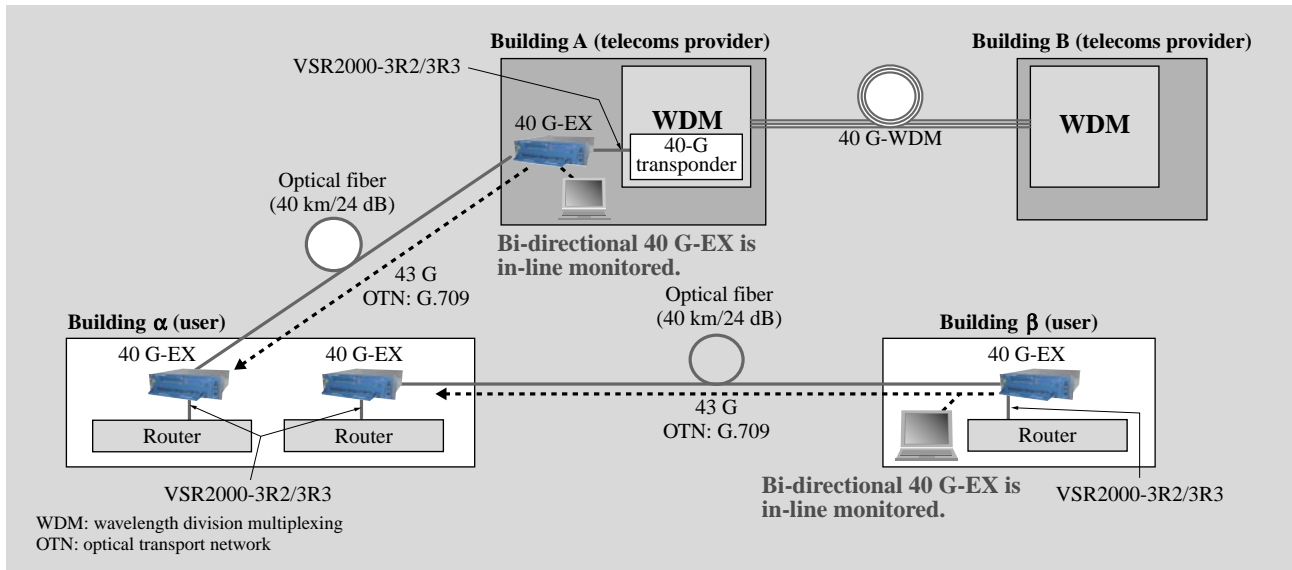 Building A (telecoms provider)
Building B (telecoms provider)
VSR2000-3R2/3R3
40 G-EX
WDM
40-G
transponder
40 G-WDM
WDM
Optical fiber
(40 km/24 dB)
Bi-directional 40 G-EX is
in-line monitored.
43 G
OTN: G.709
Building α (user)
40 G-EX
40 G-EX
Router
Router
VSR2000-3R2/3R3
Optical fiber
(40 km/24 dB)
43 G
OTN: G.709
Building β (user)
40 G-EX
Router
Bi-directional 40 G-EX is
in-line monitored.
VSR2000-3R2/3R3
WDM: wavelength division multiplexing
OTN: optical transport network